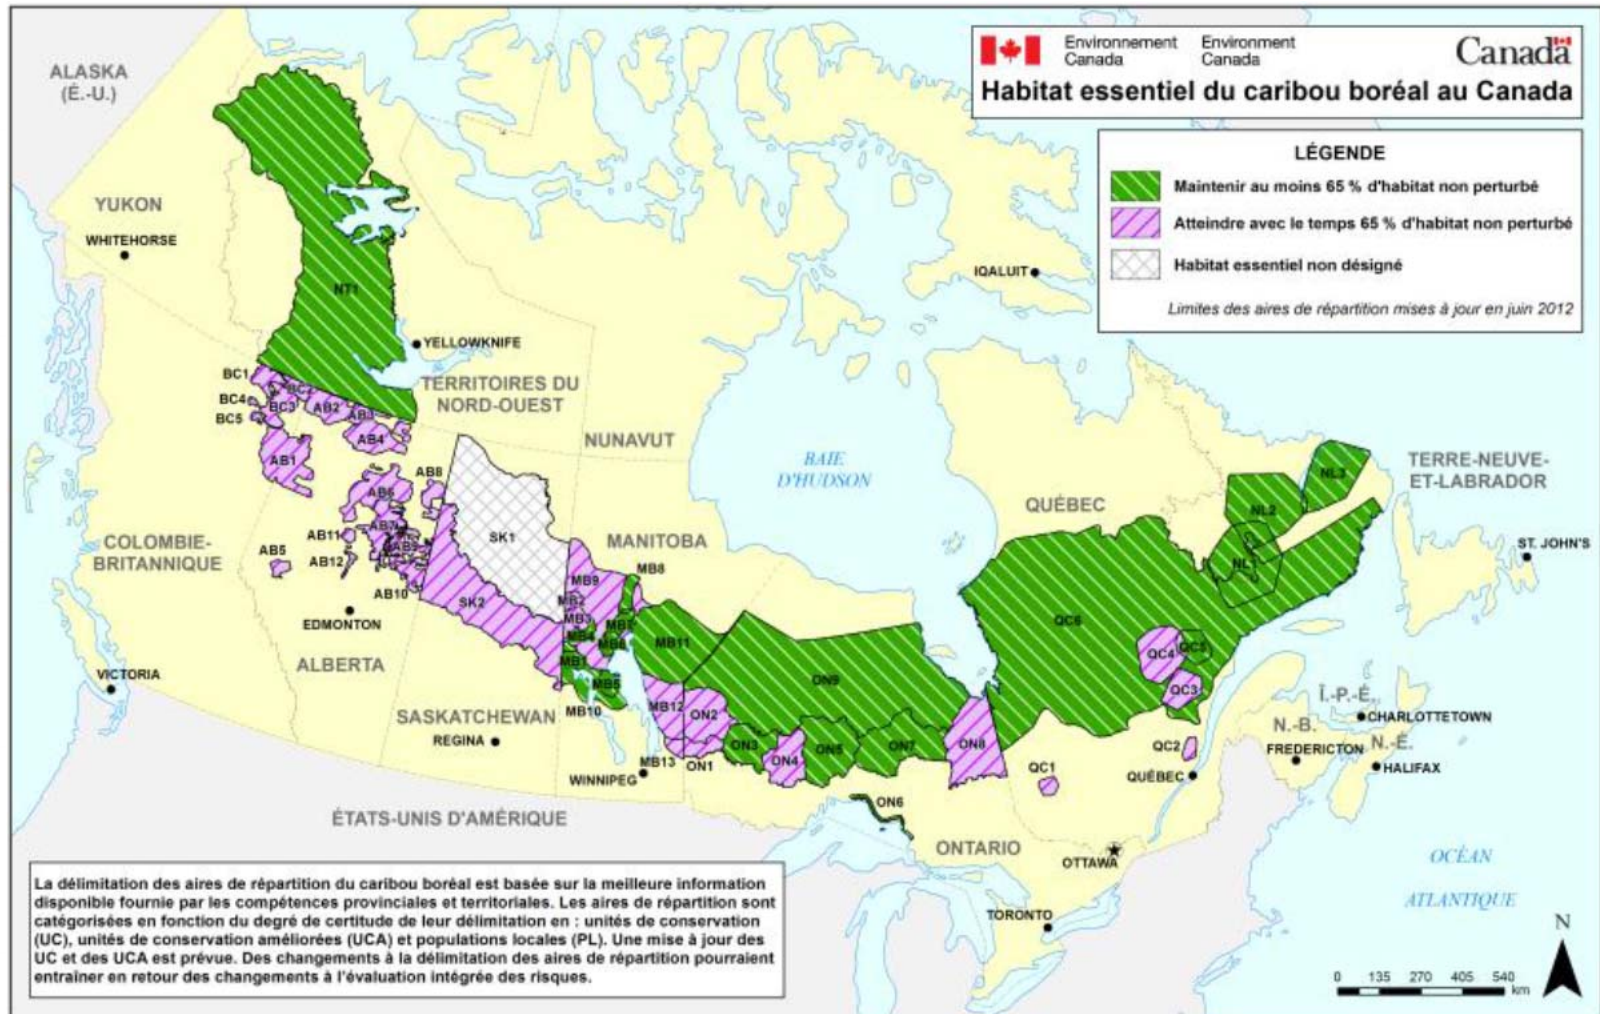 Environnement Canada
Environment Canada
Canada
Habitat essentiel du caribou boréal au Canada
LÉGENDE
Maintenir au moins 65 % d'habitat non perturbé
Atteindre avec le temps 65 % d'habitat non perturbé
Habitat essentiel non désigné
Limites des aires de répartition mises à jour en juin 2012
ALASKA
(É.-U.)
YUKON
WHITEHORSE
IQALUIT
NT1
YELLOWKNIFE
TERRITOIRES DU
NORD-OUEST
NUNAVUT
BC1
BC2
BC4
BC3
BC5
AB2
AB3
AB4
AB1
AB8
AB6
AB7
AB11
AB9
AB5
AB12
AB10
COLOMBIE-
BRITANNIQUE
EDMONTON
ALBERTA
VICTORIA
SK1
SK2
SASKATCHEWAN
REGINA
MANITOBA
MB8
MB9
MB2
MB3
MB4
MB7
MB6
MB1
MB5
MB10
MB11
MB12
MB13
WINNIPEG
BAIE
D'HUDSON
ON9
ON2
ON1
ON3
ON4
ON5
ON7
ON8
ON6
ONTARIO
OTTAWA
TORONTO
QUÉBEC
QC6
QC4
QC5
QC3
QC2
QC1
QUÉBEC
NL3
NL2
NL1
TERRE-NEUVE-
ET-LABRADOR
ST. JOHN'S
Î.-P.-É.
CHARLOTTETOWN
N.-B.
FREDERICTON
N.-É.
HALIFAX
ÉTATS-UNIS D'AMÉRIQUE
OCÉAN
ATLANTIQUE
La délimitation des aires de répartition du caribou boréal est basée sur la meilleure information
disponible fournie par les compétences provinciales et territoriales. Les aires de répartition sont
catégorisées en fonction du degré de certitude de leur délimitation en : unités de conservation
(UC), unités de conservation améliorées (UCA) et populations locales (PL). Une mise à jour des
UC et des UCA est prévue. Des changements à la délimitation des aires de répartition pourraient
entraîner en retour des changements à l'évaluation intégrée des risques.
N
0 135 270 405 540
km